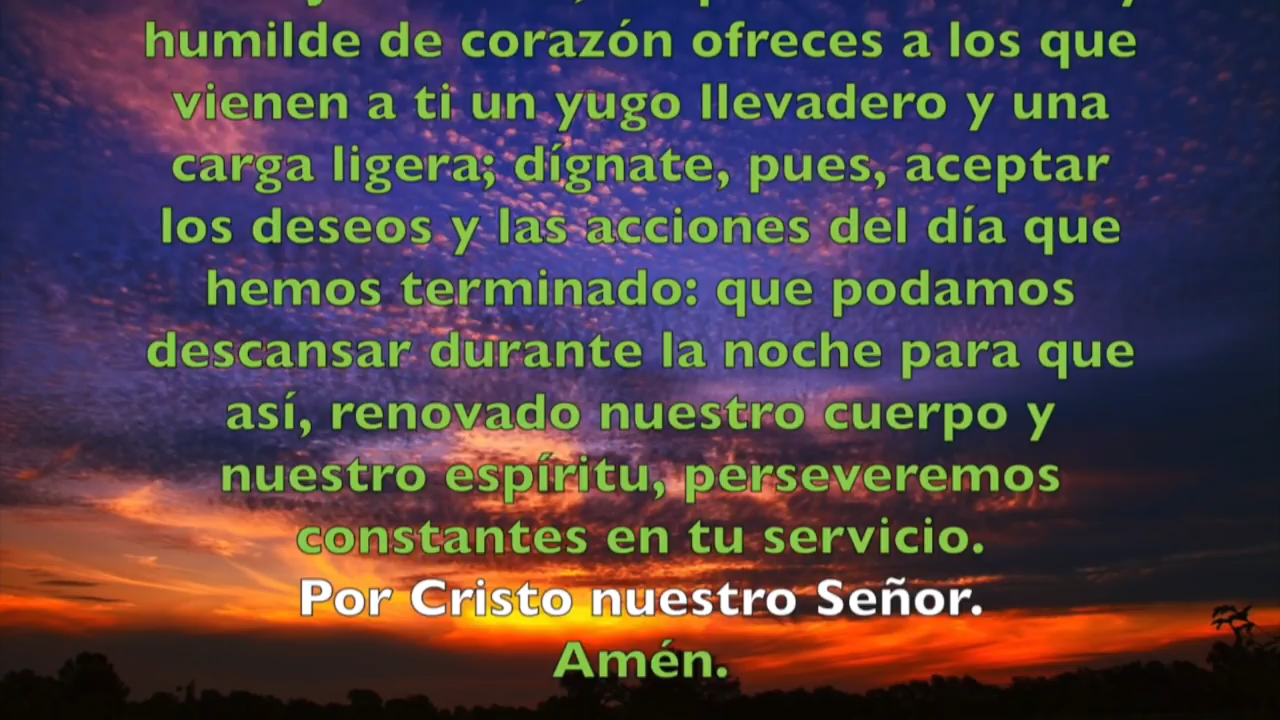 humilde de corazón ofreces a los que
vienen a ti un yugo llevadero y una
carga ligera; dígnate, pues, aceptar
los deseos y las acciones del día que
hemos terminado: que podamos
descansar durante la noche para que
así, renovado nuestro cuerpo y
nuestro espíritu, perseveremos
constantes en tu servicio.
Por Cristo nuestro Señor.
Amén.